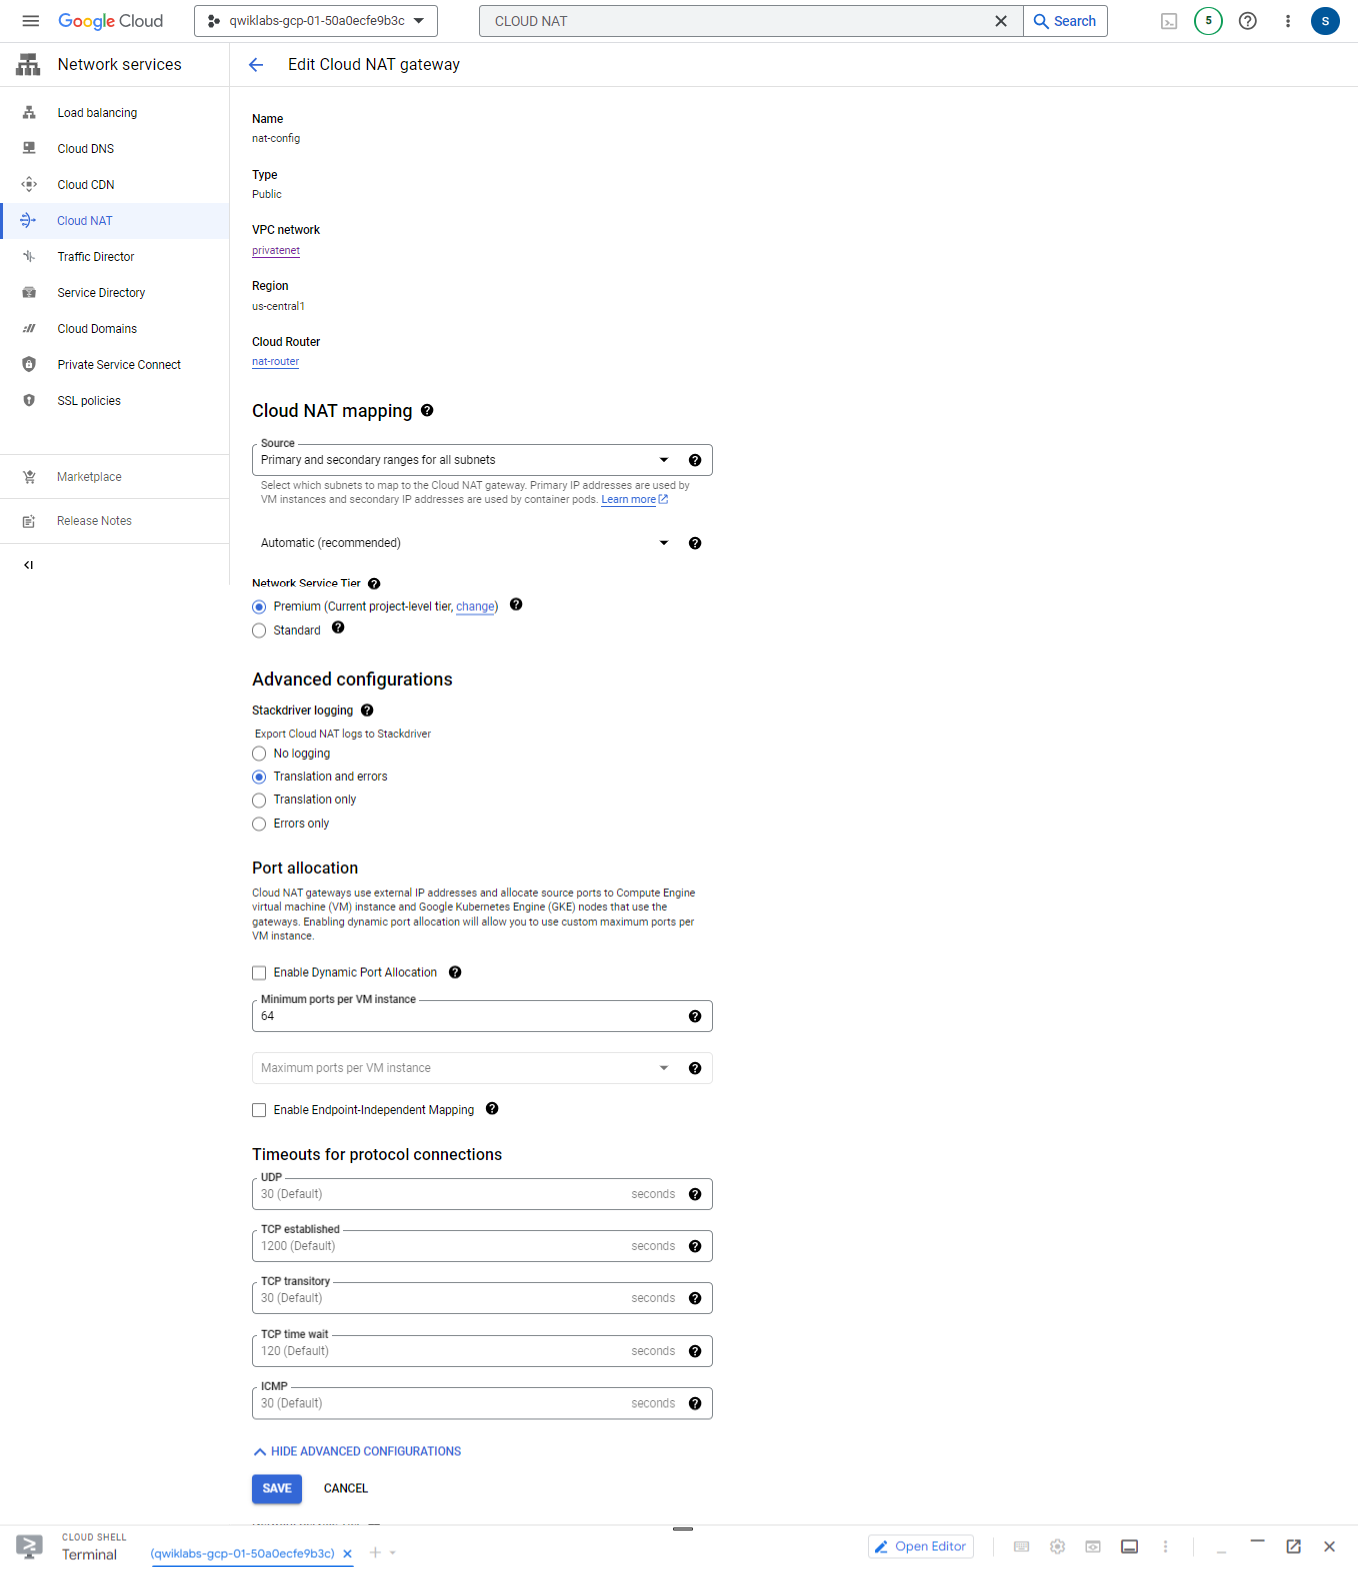 Google Cloud
qwiklabs-gcp-01-50a0ecfe9b3c
CLOUD NAT
Search
5
S
Network services
Edit Cloud NAT gateway
Load balancing
Cloud DNS
Cloud CDN
Cloud NAT
Traffic Director
Service Directory
Cloud Domains
Private Service Connect
SSL policies
Marketplace
Release Notes
Name
nat-config
Type
Public
VPC network
privatenet
Region
us-central1
Cloud Router
nat-router
Cloud NAT mapping
Source
Primary and secondary ranges for all subnets
Select which subnets to map to the Cloud NAT gateway. Primary IP addresses are used by
VM instances and secondary IP addresses are used by container pods. Learn more
Automatic (recommended)
Network Service Tier
Premium (Current project-level tier, change)
Standard
Advanced configurations
Stackdriver logging
Export Cloud NAT logs to Stackdriver
No logging
Translation and errors
Translation only
Errors only
Port allocation
Cloud NAT gateways use external IP addresses and allocate source ports to Compute Engine
virtual machine (VM) instance and Google Kubernetes Engine (GKE) nodes that use the
gateways. Enabling dynamic port allocation will allow you to use custom maximum ports per
VM instance.
Enable Dynamic Port Allocation
Minimum ports per VM instance
64
Maximum ports per VM instance
Enable Endpoint-Independent Mapping
Timeouts for protocol connections
UDP
30 (Default) seconds
TCP established
1200 (Default) seconds
TCP transitory
30 (Default) seconds
TCP time wait
120 (Default) seconds
ICMP
30 (Default) seconds
HIDE ADVANCED CONFIGURATIONS
SAVE CANCEL
CLOUD SHELL
Terminal
(qwiklabs-gcp-01-50a0ecfe9b3c)
Open Editor